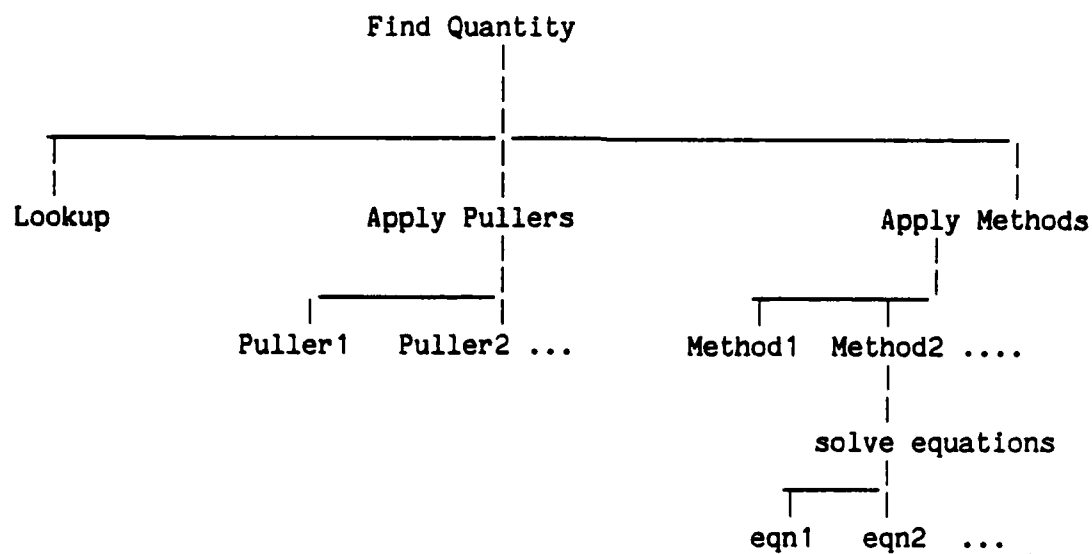 Find Quantity
Lookup Apply Pullers Apply Methods
Puller1 Puller2 ... Method1 Method2 ....
solve equations
eqn1 eqn2 ...